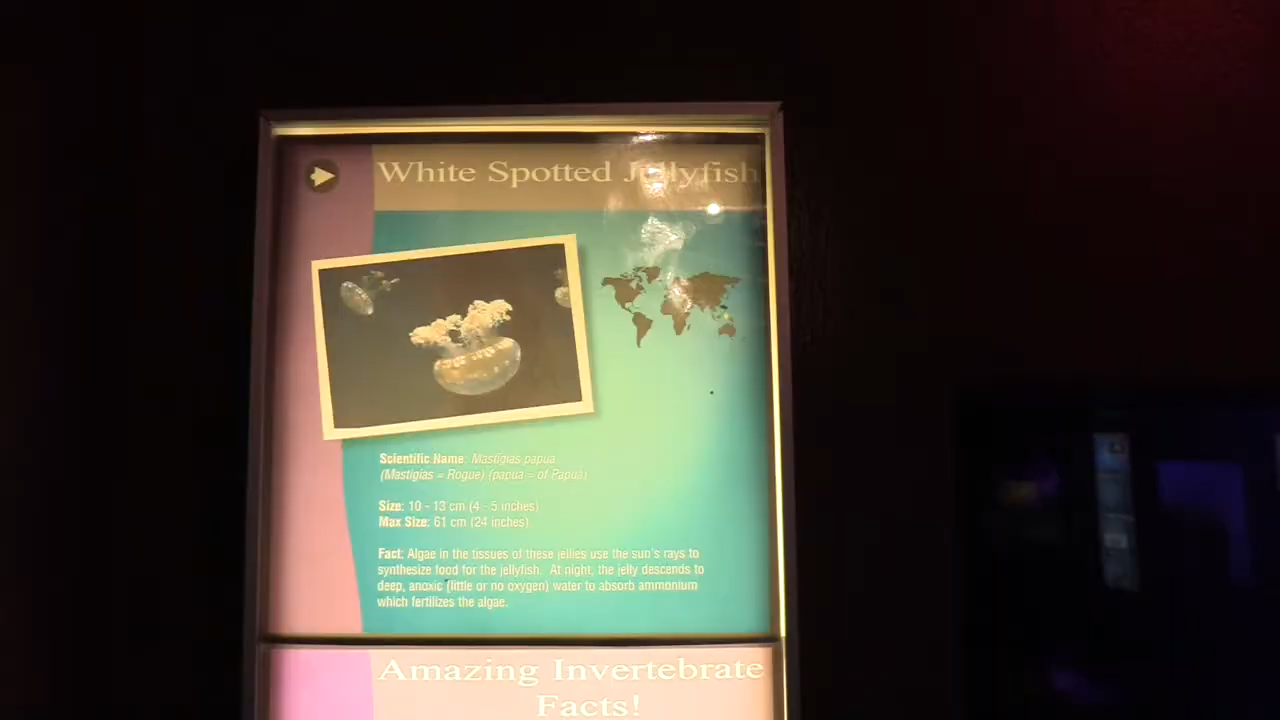 White Spotted Jellyfish
Scientific Name: Mastigias papua
(Mastigias = Rogue) (papua = of Papua)
Size: 10 - 13 cm (4 - 5 inches)
Max Size: 61 cm (24 inches)
Fact: Algae in the tissues of these jellies use the sun's rays to
synthesize food for the jellyfish. At night, the jelly descends to
deep, anoxic (little or no oxygen) water to absorb ammonium
which fertilizes the algae.
Amazing Invertebrate
Facts!